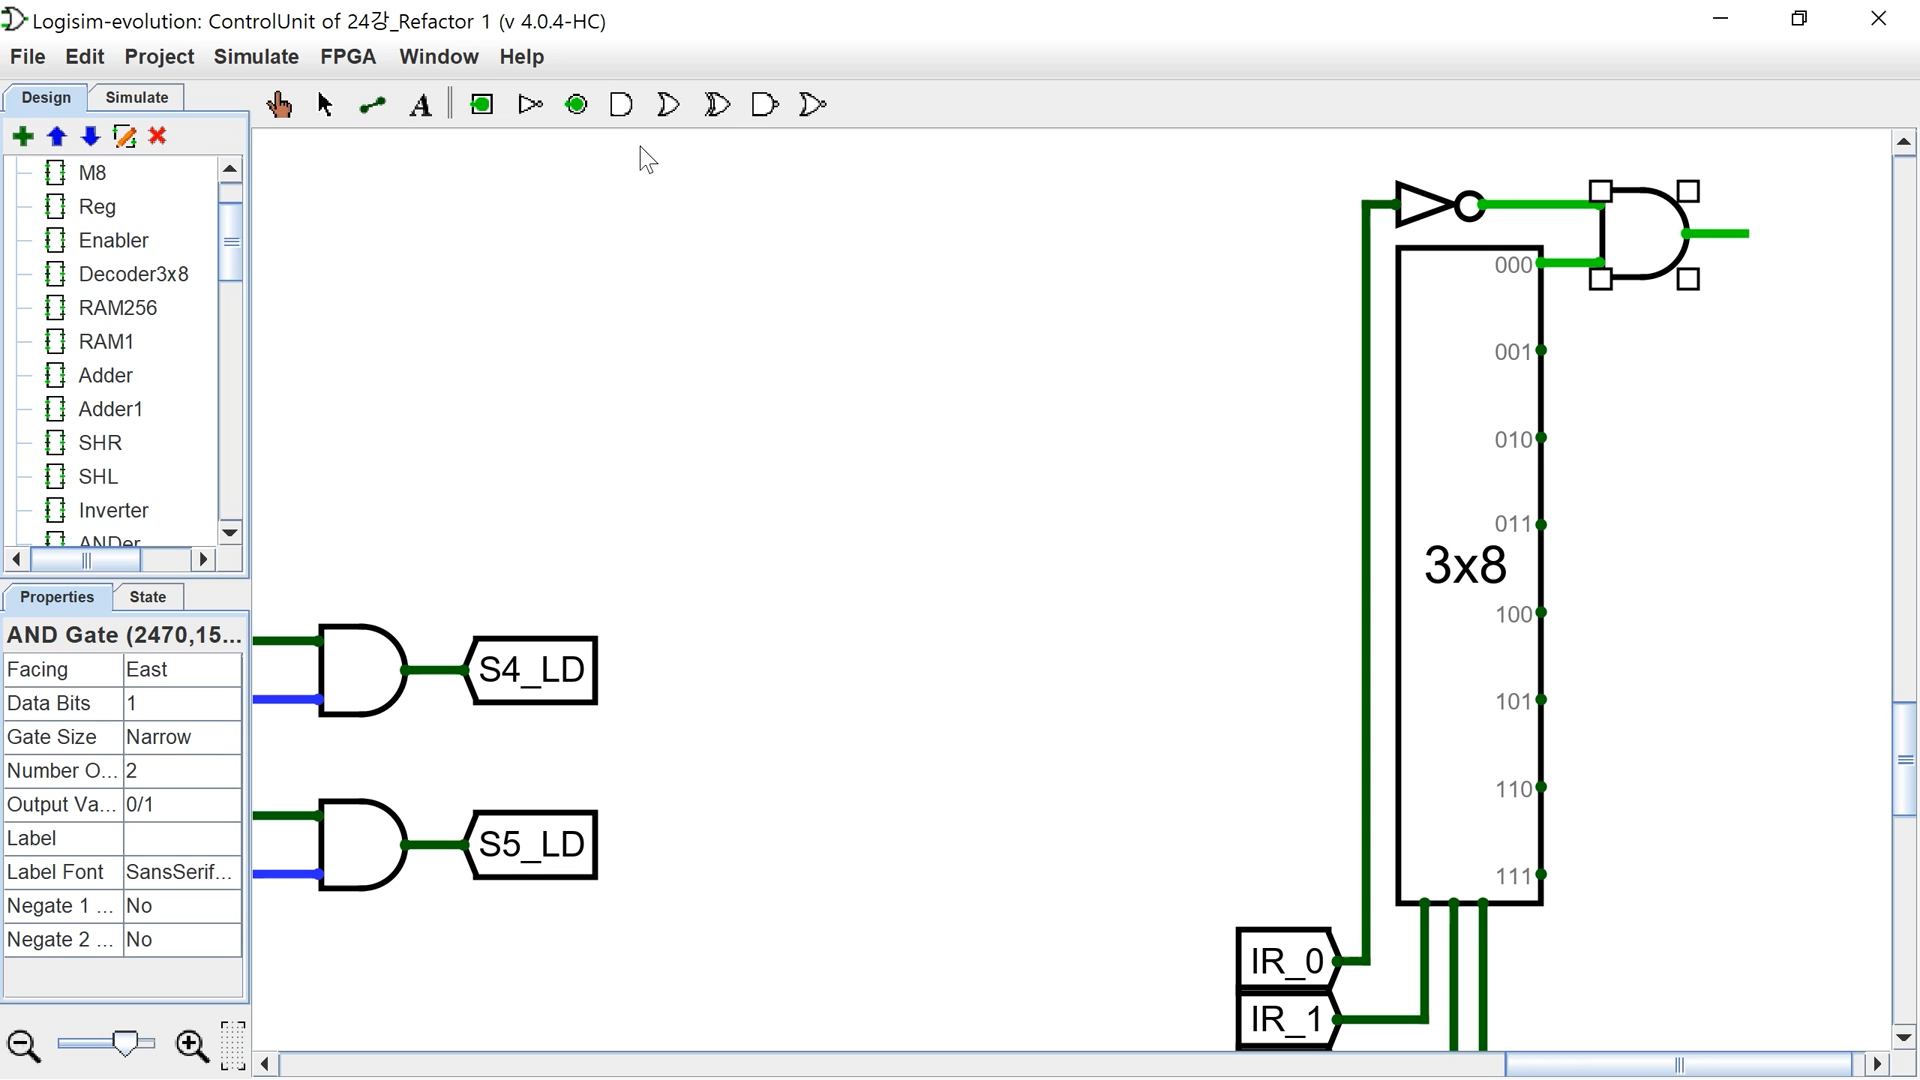 Logisim-evolution: ControlUnit of 24강_Refactor 1 (v 4.0.4-HC)
File Edit Project Simulate FPGA Window Help
Design Simulate
A
M8
Reg
Enabler
Decoder3x8
RAM256
RAM1
Adder
Adder1
SHR
SHL
Inverter
ANDer
Properties State
AND Gate (2470,15...
Facing East
Data Bits 1
Gate Size Narrow
Number O... 2
Output Va... 0/1
Label
Label Font SansSerif...
Negate 1 ... No
Negate 2 ... No
S4_LD
S5_LD
000
001
010
011
3x8
100
101
110
111
IR_0
IR_1